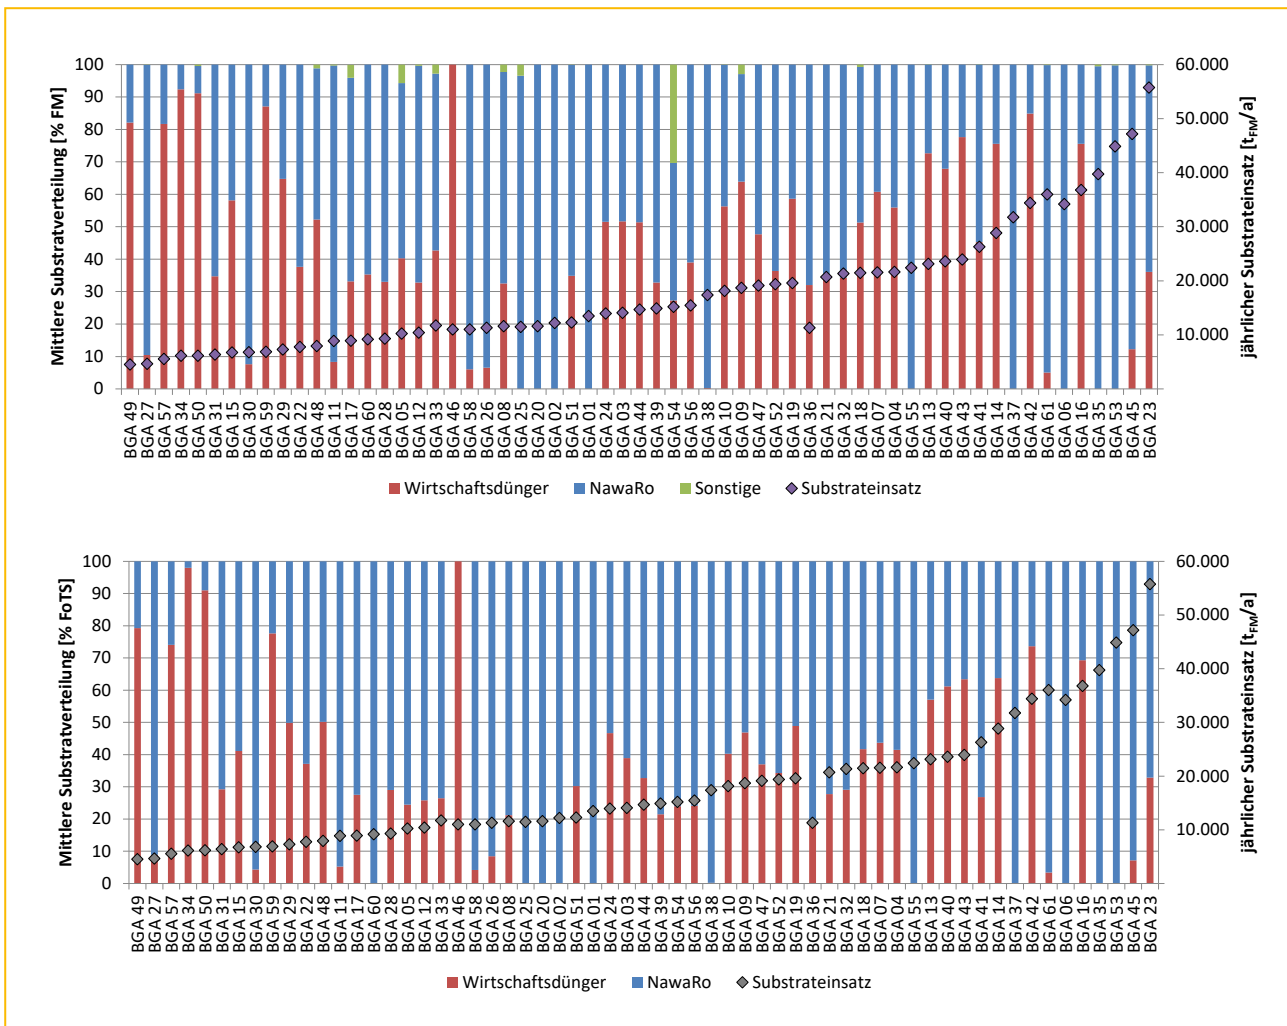 Mittlere Substratverteilung [% FM]
100
90
80
70
60
50
40
30
20
10
0
60.000
50.000
40.000
30.000
20.000
10.000
jährlicher Substrateinsatz [tFM/a]
BGA 49
BGA 27
BGA 57
BGA 34
BGA 50
BGA 31
BGA 15
BGA 30
BGA 59
BGA 29
BGA 22
BGA 48
BGA 11
BGA 17
BGA 60
BGA 28
BGA 05
BGA 12
BGA 33
BGA 46
BGA 58
BGA 26
BGA 08
BGA 25
BGA 20
BGA 02
BGA 51
BGA 01
BGA 24
BGA 03
BGA 44
BGA 39
BGA 54
BGA 56
BGA 38
BGA 10
BGA 09
BGA 47
BGA 52
BGA 19
BGA 36
BGA 21
BGA 32
BGA 18
BGA 07
BGA 04
BGA 55
BGA 13
BGA 40
BGA 43
BGA 41
BGA 14
BGA 37
BGA 42
BGA 61
BGA 06
BGA 16
BGA 35
BGA 53
BGA 45
BGA 23
Wirtschaftsdünger NawaRo Sonstige Substrateinsatz
Mittlere Substratverteilung [% FoTS]
100
90
80
70
60
50
40
30
20
10
0
60.000
50.000
40.000
30.000
20.000
10.000
jährlicher Substrateinsatz [tFM/a]
BGA 49
BGA 27
BGA 57
BGA 34
BGA 50
BGA 31
BGA 15
BGA 30
BGA 59
BGA 29
BGA 22
BGA 48
BGA 11
BGA 17
BGA 60
BGA 28
BGA 05
BGA 12
BGA 33
BGA 46
BGA 58
BGA 26
BGA 08
BGA 25
BGA 20
BGA 02
BGA 51
BGA 01
BGA 24
BGA 03
BGA 44
BGA 39
BGA 54
BGA 56
BGA 38
BGA 10
BGA 09
BGA 47
BGA 52
BGA 19
BGA 36
BGA 21
BGA 32
BGA 18
BGA 07
BGA 04
BGA 55
BGA 13
BGA 40
BGA 43
BGA 41
BGA 14
BGA 37
BGA 42
BGA 61
BGA 06
BGA 16
BGA 35
BGA 53
BGA 45
BGA 23
Wirtschaftsdünger NawaRo Substrateinsatz